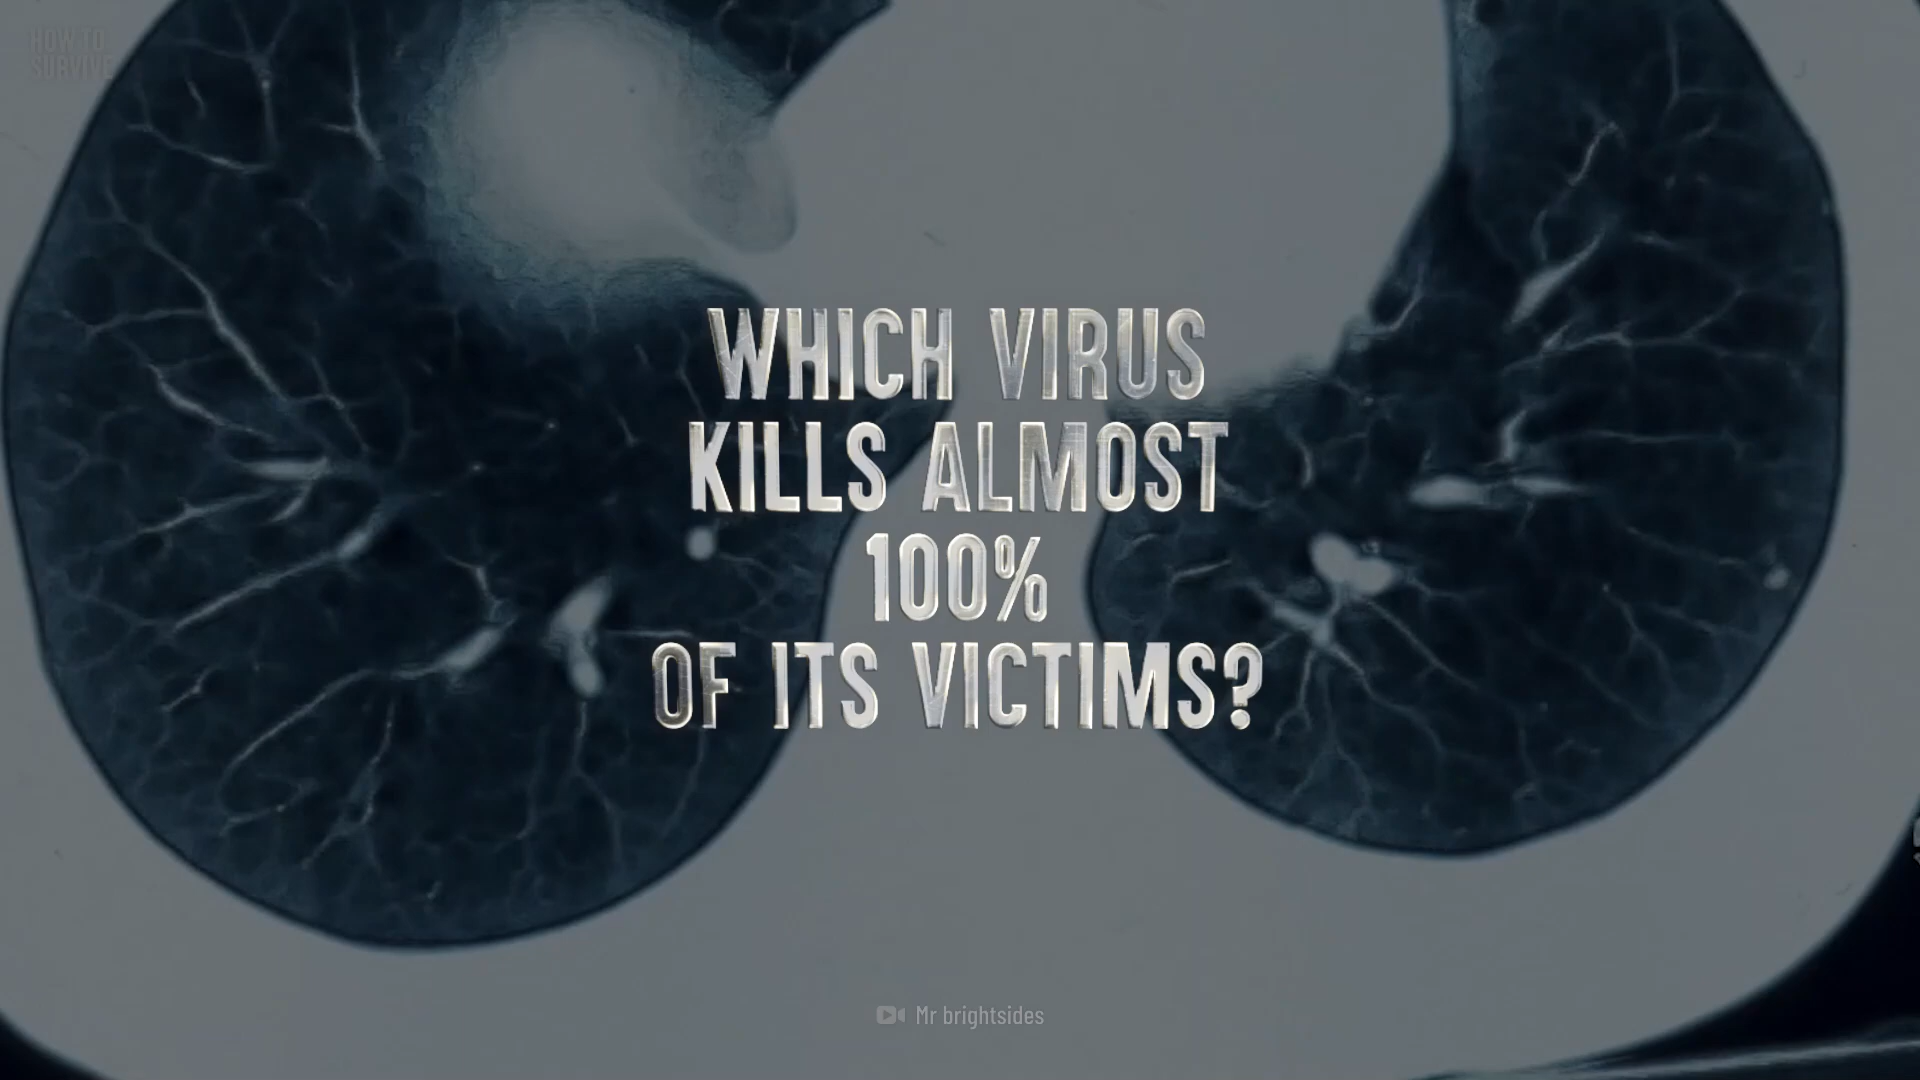 HOW TO
SURVIVE
WHICH VIRUS
KILLS ALMOST
100%
OF ITS VICTIMS?
Mr brightsides